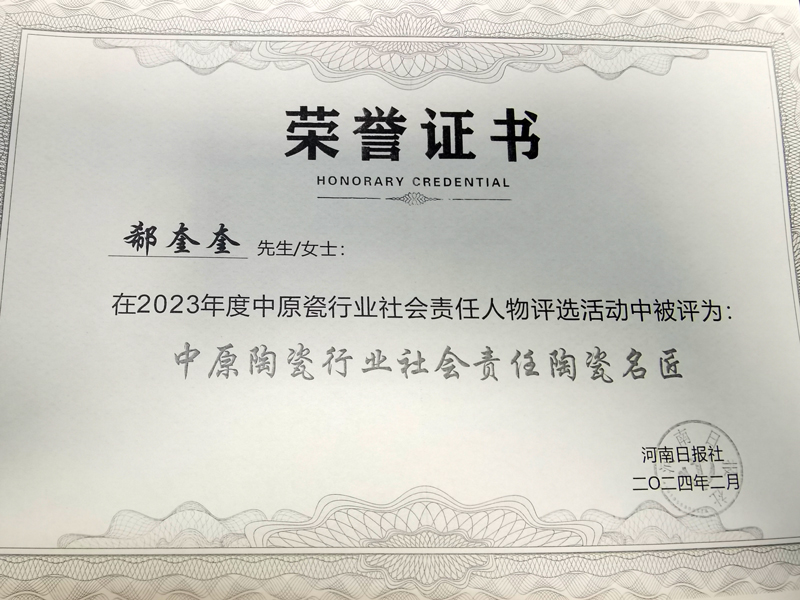 荣誉证书
HONORARY CREDENTIAL
郗奎奎 先生/女士：
在2023年度中原瓷行业社会责任人物评选活动中被评为：
中原陶瓷行业社会责任陶瓷名匠
河南日报社
二〇二四年二月